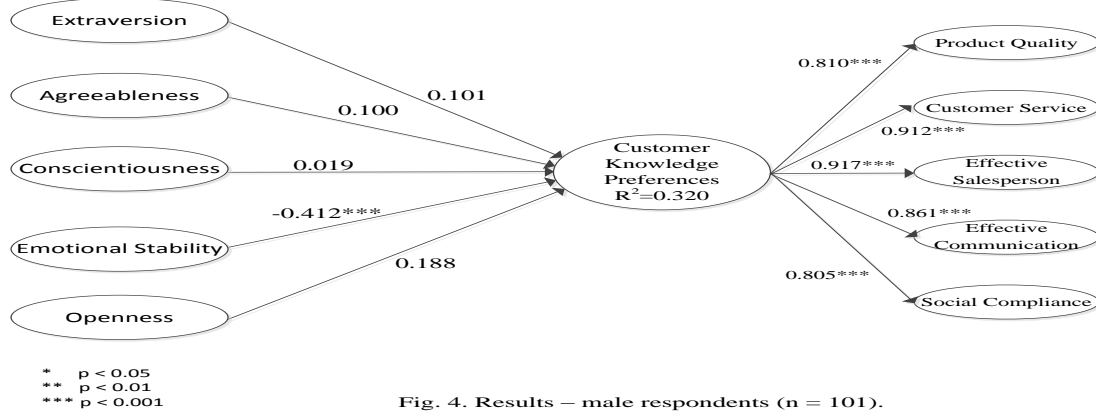 Extraversion
Agreeableness
Conscientiousness
Emotional Stability
Openness
0.101
0.100
0.019
-0.412***
0.188
Customer
Knowledge
Preferences
R²=0.320
0.810***
0.912***
0.917***
0.861***
0.805***
Product Quality
Customer Service
Effective
Salesperson
Effective
Communication
Social Compliance
* p < 0.05
** p < 0.01
*** p < 0.001
Fig. 4. Results – male respondents (n = 101).